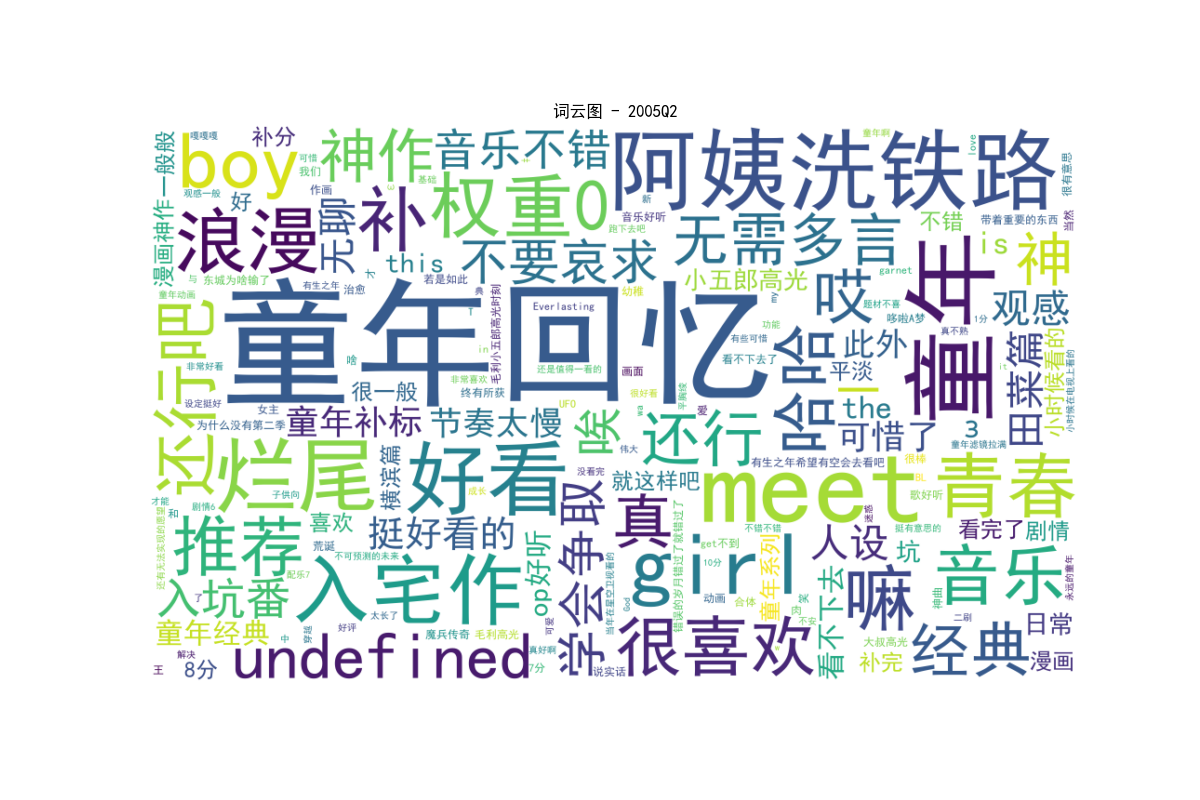 词云图 - 2005Q2
漫画神作一般般
嘎嘎嘎
补分
可惜
我们
神作
音乐不错
阿姨洗铁路
童年啊
love
很有意思
boy
观感一般
好
作画
基础
权重0
新
音乐好听
跑下去吧
无需多言
不错
带着重要的东西
当然
浪漫
无聊
补
this
不要哀求
is
神
与
东城为啥输了
有生之年
治愈
才
若是如此
小五郎高光
garnet
童年动画
童年回忆
Everlasting
幼稚
my
哎
题材不喜
哆啦A梦
1分
真不熟
童年
观感
还行吧
T
典
毛利小五郎高光时刻
in
有些可惜
功能
看不下去了
哈哈哈
此外
平淡
田菜篇
小时候看的
小时候在电视上看的
it
非常好看
啥
很一般
非常喜欢
终有所获
还是值得一看的
画面
很好看
一
设定挺好
女主
UFO
wa
平胸绫
爱
the
3
为什么没有第二季
童年补标
节奏太慢
唉
还行
可惜了
童年滤镜拉满
烂尾
横滨篇
好看
伟大
有生之年希望有空会去看吧
很棒
BL
没看完
就这样吧
meet
歌好听
青春
子供向
成长
才能
和
剧情6
还有无法实现的愿望
推荐
喜欢
挺好看的
荒诞
不可预测的未来
学会争取
真
错误的岁月错过了就错过了
不错不错
get不到
迷惑
人设
挺有意思的
看完了
剧情
坑
入坑番
配乐7
入宅作
op好听
当年在星空卫视看的
girl
10分
童年系列
音乐
永远的童年
了
太长了
God
动画
合体
笑
看不下去
嘛
神曲
二刷
日常
童年经典
中
穿越
好评
魔兵传奇
毛利高光
可爱
很喜欢
大叔高光
经典
王
解决
8分
undefined
真好啊
7分
说实话
补完
漫画